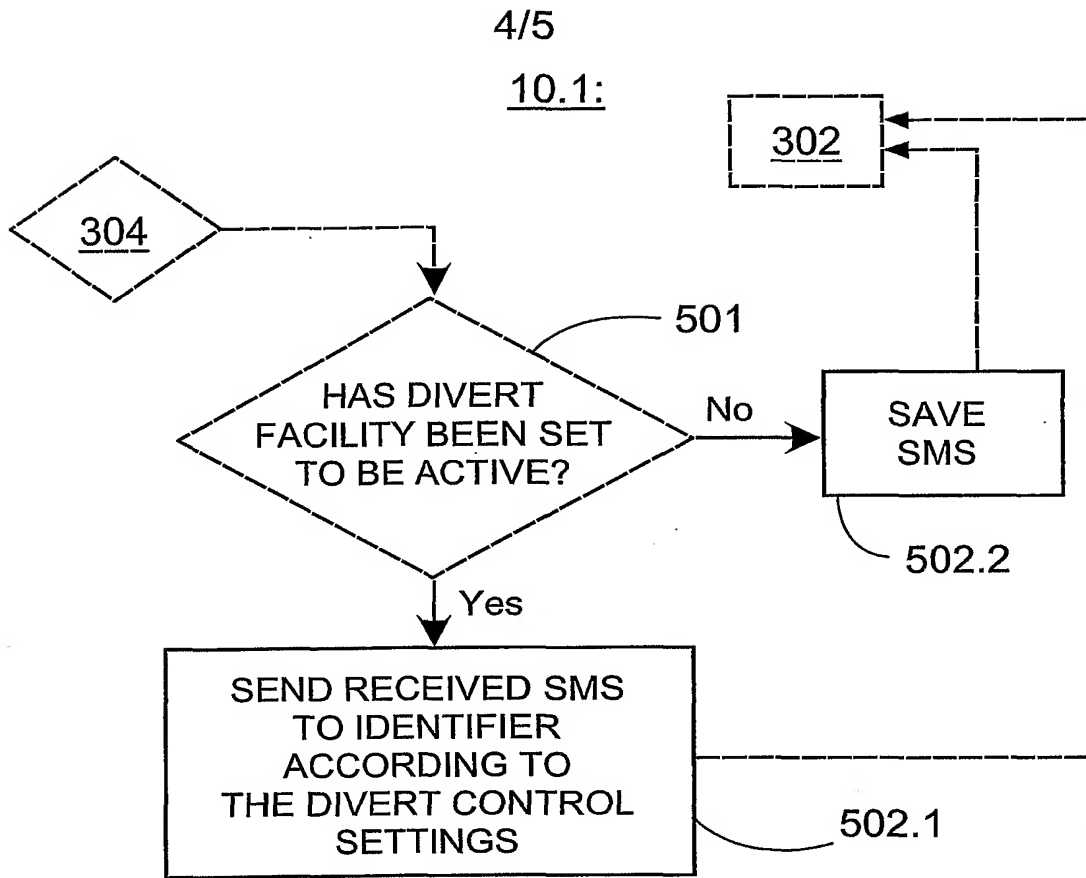 4/5
10.1:
302
304
501
HAS DIVERT
FACILITY BEEN SET
TO BE ACTIVE?
No
SAVE
SMS
502.2
Yes
SEND RECEIVED SMS
TO IDENTIFIER
ACCORDING TO
THE DIVERT CONTROL
SETTINGS
502.1